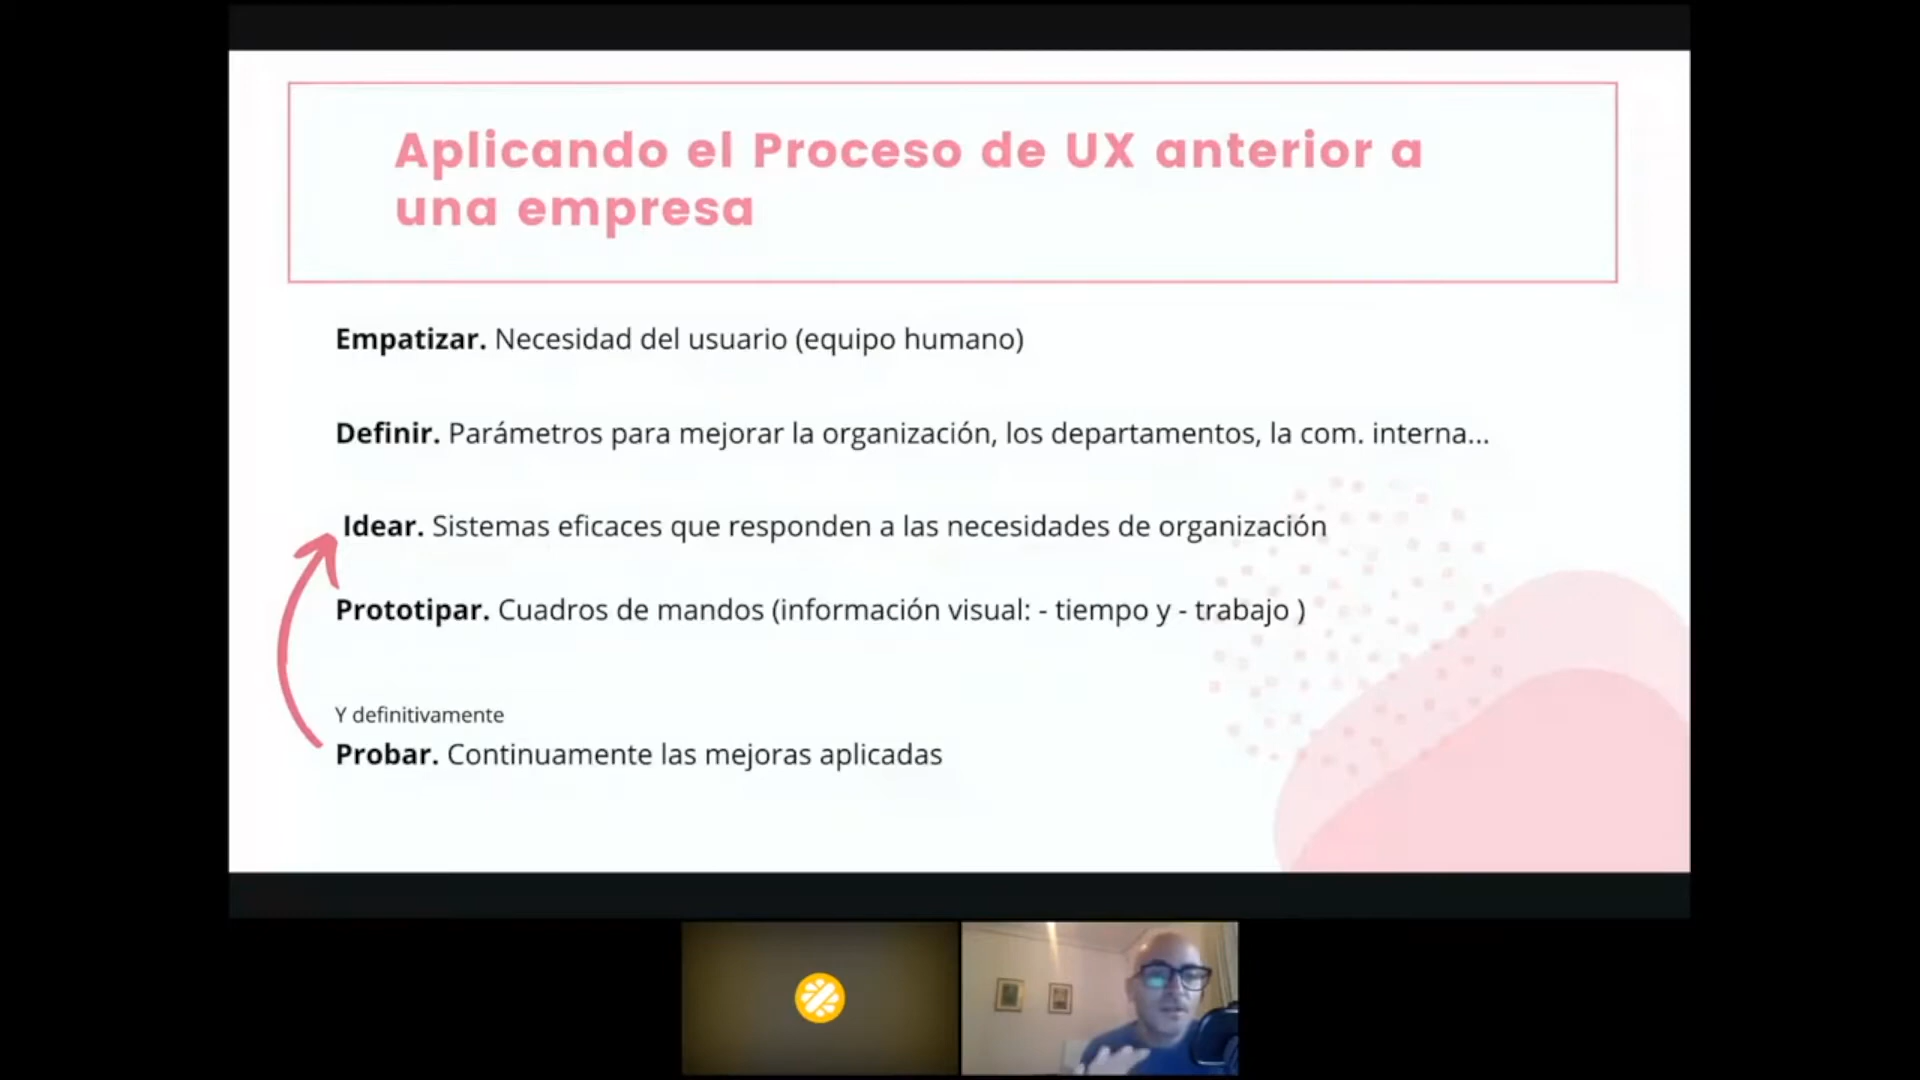 Aplicando el Proceso de UX anterior a
una empresa
Empatizar. Necesidad del usuario (equipo humano)
Definir. Parámetros para mejorar la organización, los departamentos, la com. interna...
Idear. Sistemas eficaces que responden a las necesidades de organización
Prototipar. Cuadros de mandos (información visual: - tiempo y - trabajo )
Y definitivamente
Probar. Continuamente las mejoras aplicadas